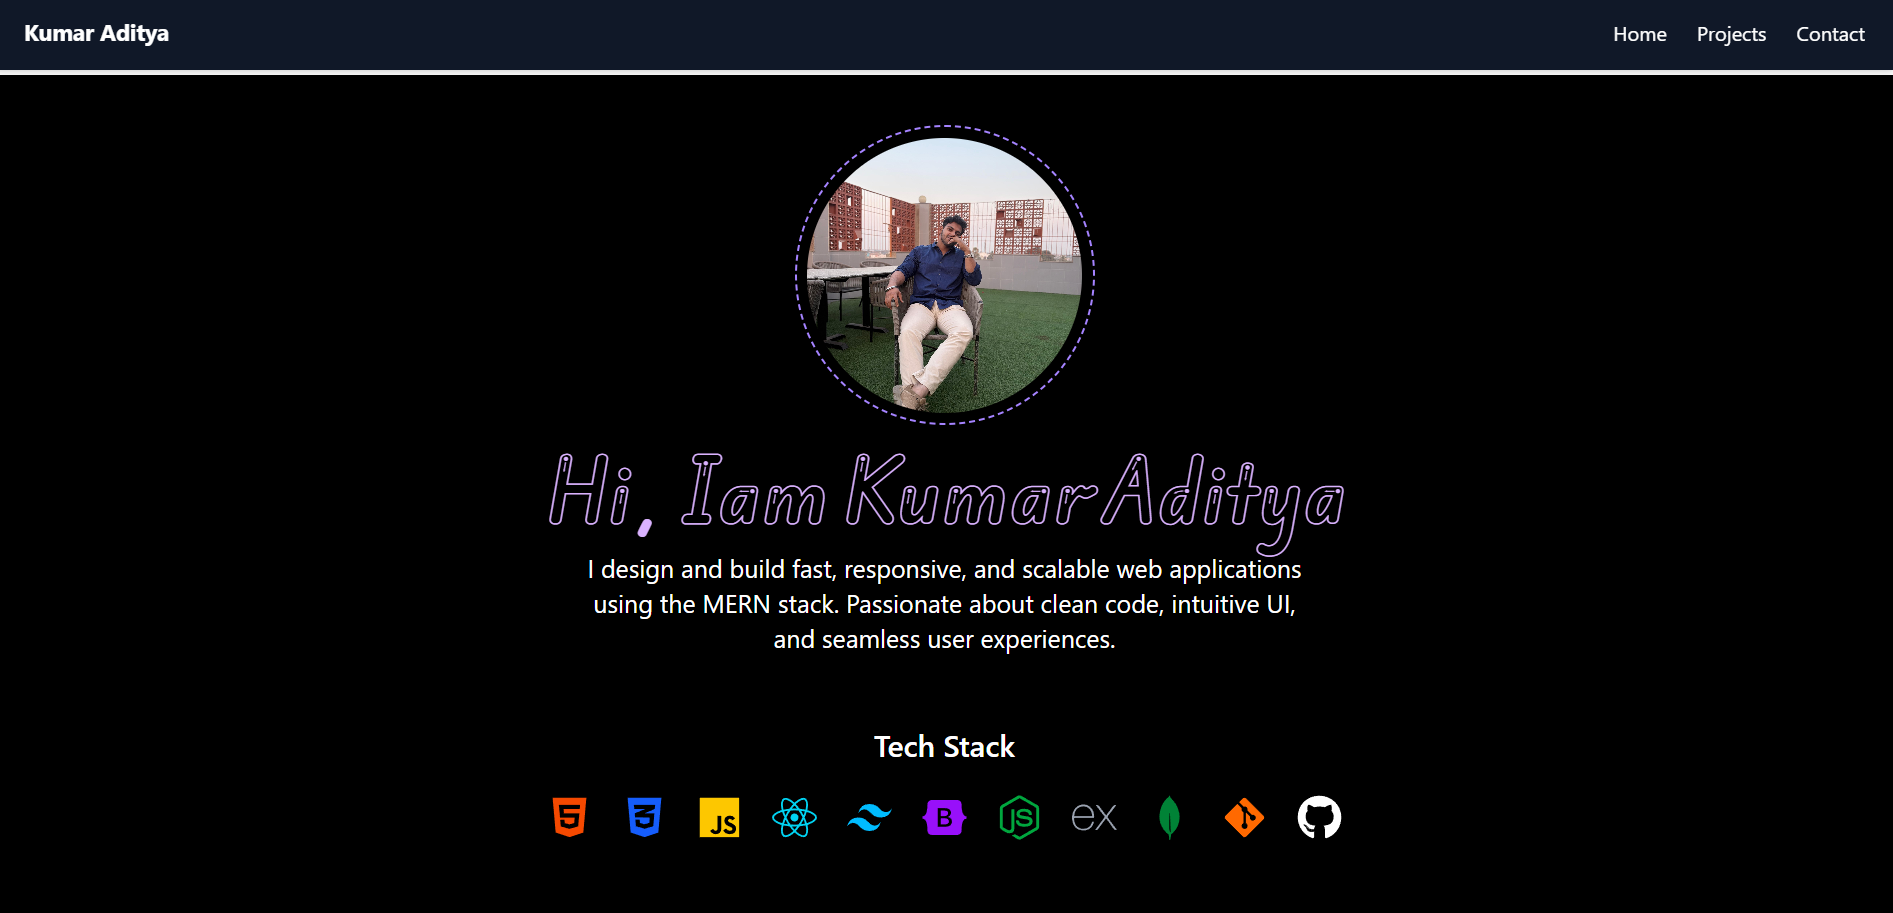 Kumar Aditya
Home Projects Contact
Hi, I am Kumar Aditya
I design and build fast, responsive, and scalable web applications
using the MERN stack. Passionate about clean code, intuitive UI,
and seamless user experiences.
Tech Stack
5 3 JS B JS ex